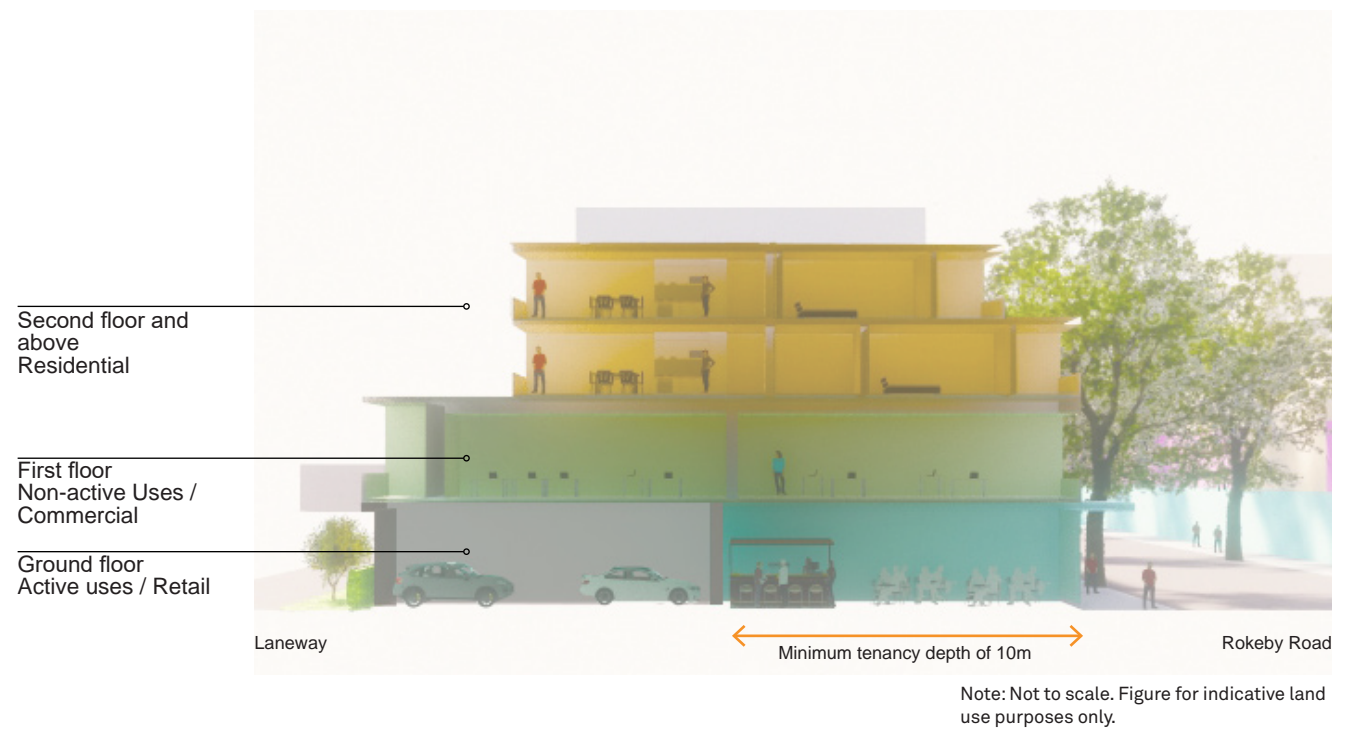 Second floor and
above
Residential
First floor
Non-active Uses /
Commercial
Ground floor
Active uses / Retail
Laneway
Minimum tenancy depth of 10m
Rokeby Road
Note: Not to scale. Figure for indicative land
use purposes only.